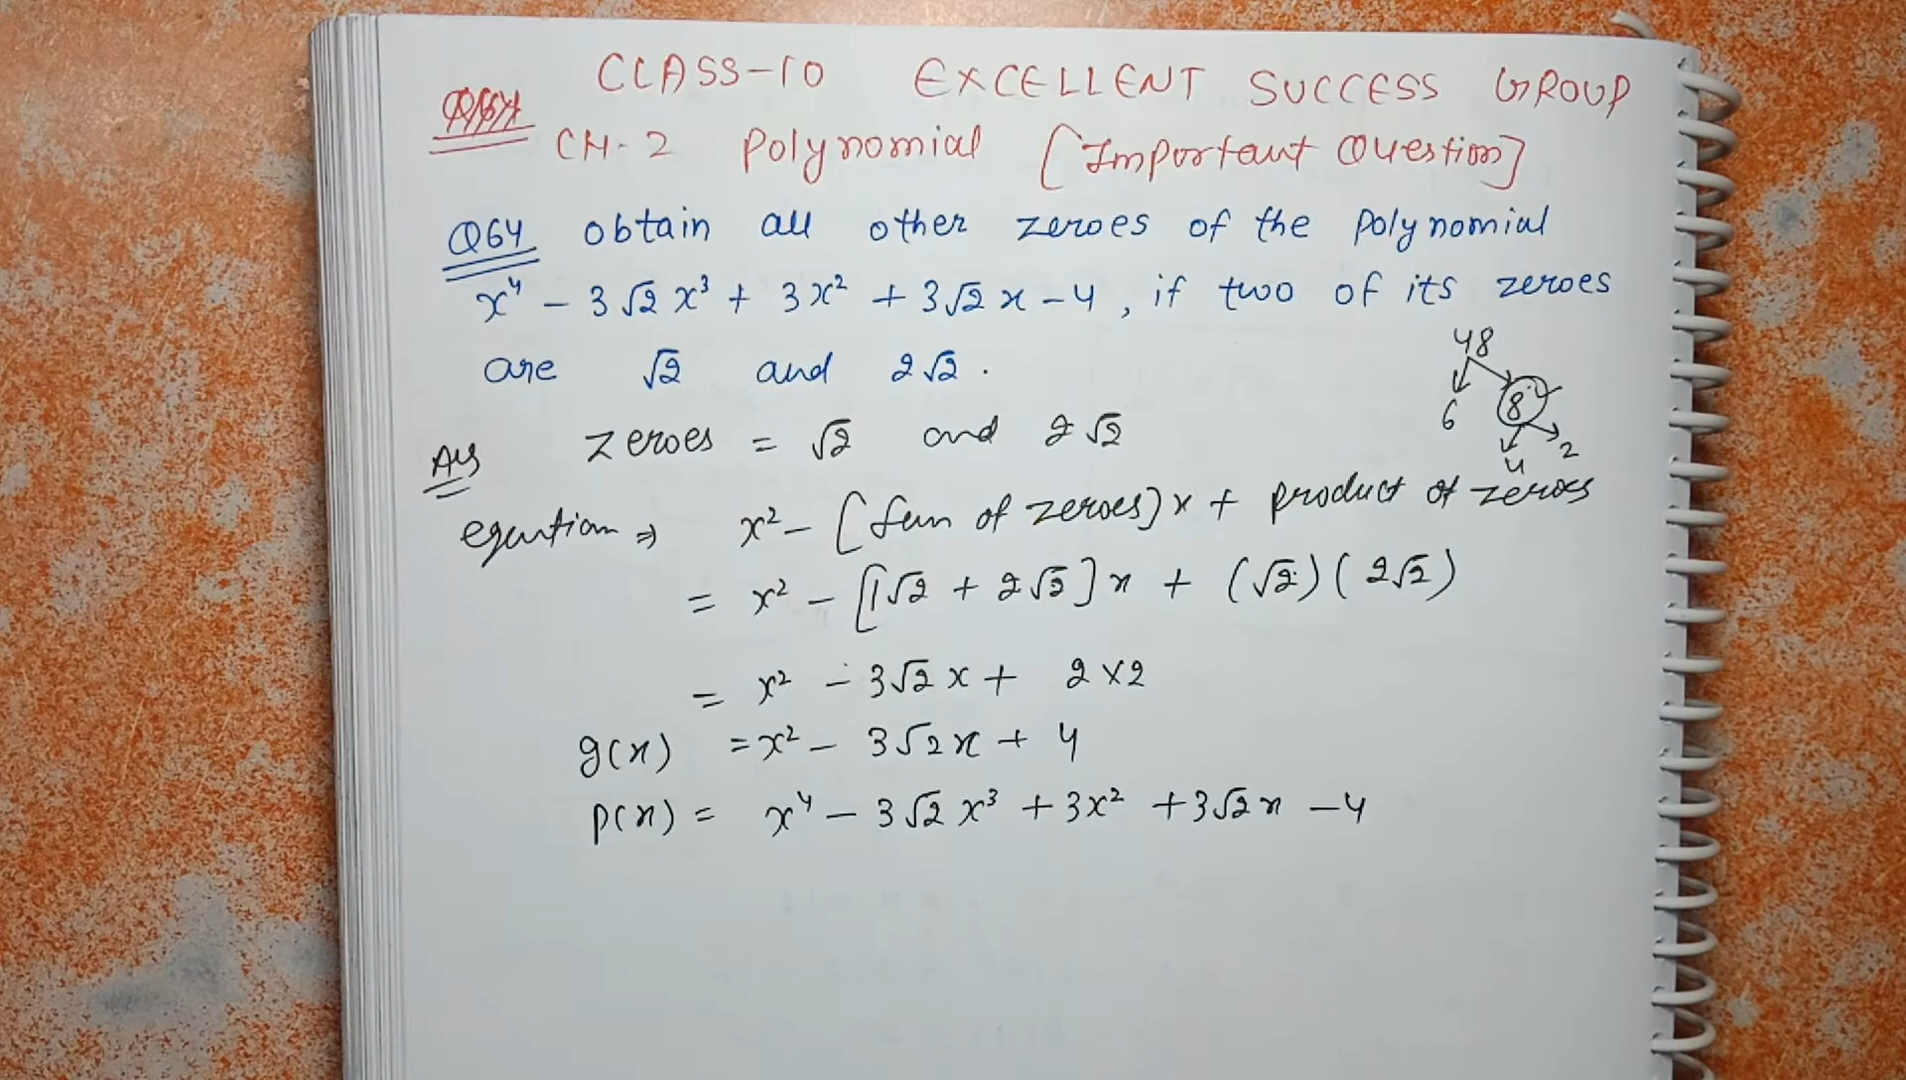 CLASS-10 EXCELLENT SUCCESS GROUP
CH-2 Polynomial [Important Question]
Q64 obtain all other zeroes of the polynomial
x⁴ - 3√2 x³ + 3x² + 3√2 x - 4, if two of its zeroes
are √2 and 2√2.
48
6 8
4 2
Ans zeroes = √2 and 2√2
eqution ⇒ x² - [Sum of zeroes]x + product of zeroes
= x² - [1√2 + 2√2]x + (√2)(2√2)
= x² - 3√2 x + 2×2
g(x) = x² - 3√2x + 4
p(x) = x⁴ - 3√2 x³ + 3x² + 3√2x - 4